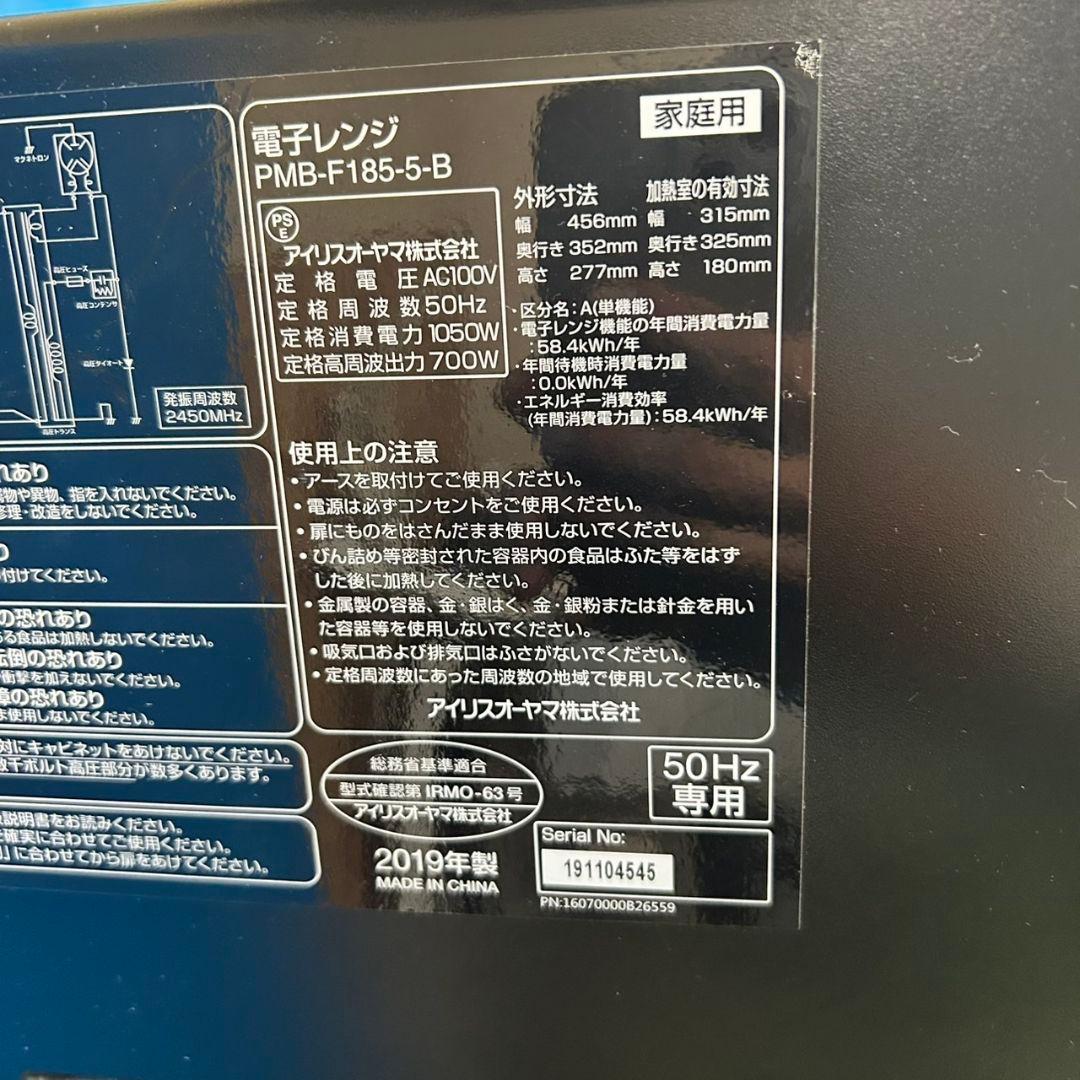 家庭用
電子レンジ
PMB-F185-5-B
PS
E
アイリスオーヤマ株式会社
定格電圧 AC100V
定格周波数 50Hz
定格消費電力 1050W
定格高周波出力 700W
外形寸法
幅 456mm
奥行き 352mm
高さ 277mm
加熱室の有効寸法
幅 315mm
奥行き 325mm
高さ 180mm
・区分名：A(単機能)
・電子レンジ機能の年間消費電力量
：58.4kWh/年
・年間待機時消費電力量
：0.0kWh/年
・エネルギー消費効率
(年間消費電力量)：58.4kWh/年
使用上の注意
・アースを取付けてご使用ください。
・電源は必ずコンセントをご使用ください。
・扉にものをはさんだまま使用しないでください。
・びん詰め等密封された容器内の食品はふた等をはず
した後に加熱してください。
・金属製の容器、金・銀はく、金・銀粉または針金を用い
た容器等を使用しないでください。
・吸気口および排気口はふさがないでください。
・定格周波数にあった周波数の地域で使用してください。
アイリスオーヤマ株式会社
マグネトロン
高圧ヒューズ
高圧コンデンサ
高圧ダイオード
高圧トランス
発振周波数
2450MHz
れあり
物や異物、指を入れないでください。
修理・改造をしないでください。
付けてください。
の恐れあり
る食品は加熱しないでください。
転倒の恐れあり
衝撃を加えないでください。
の恐れあり
使用しないでください。
対にキャビネットをあけないでください。
数千ボルト高圧部分が数多くあります。
説明書をお読みください。
確実に合わせてご使用ください。
に合わせてから扉をあけてください。
総務省基準適合
型式確認第 IRMO-63号
アイリスオーヤマ株式会社
50Hz
専用
2019年製
MADE IN CHINA
Serial No:
191104545
PN:16070000B26559